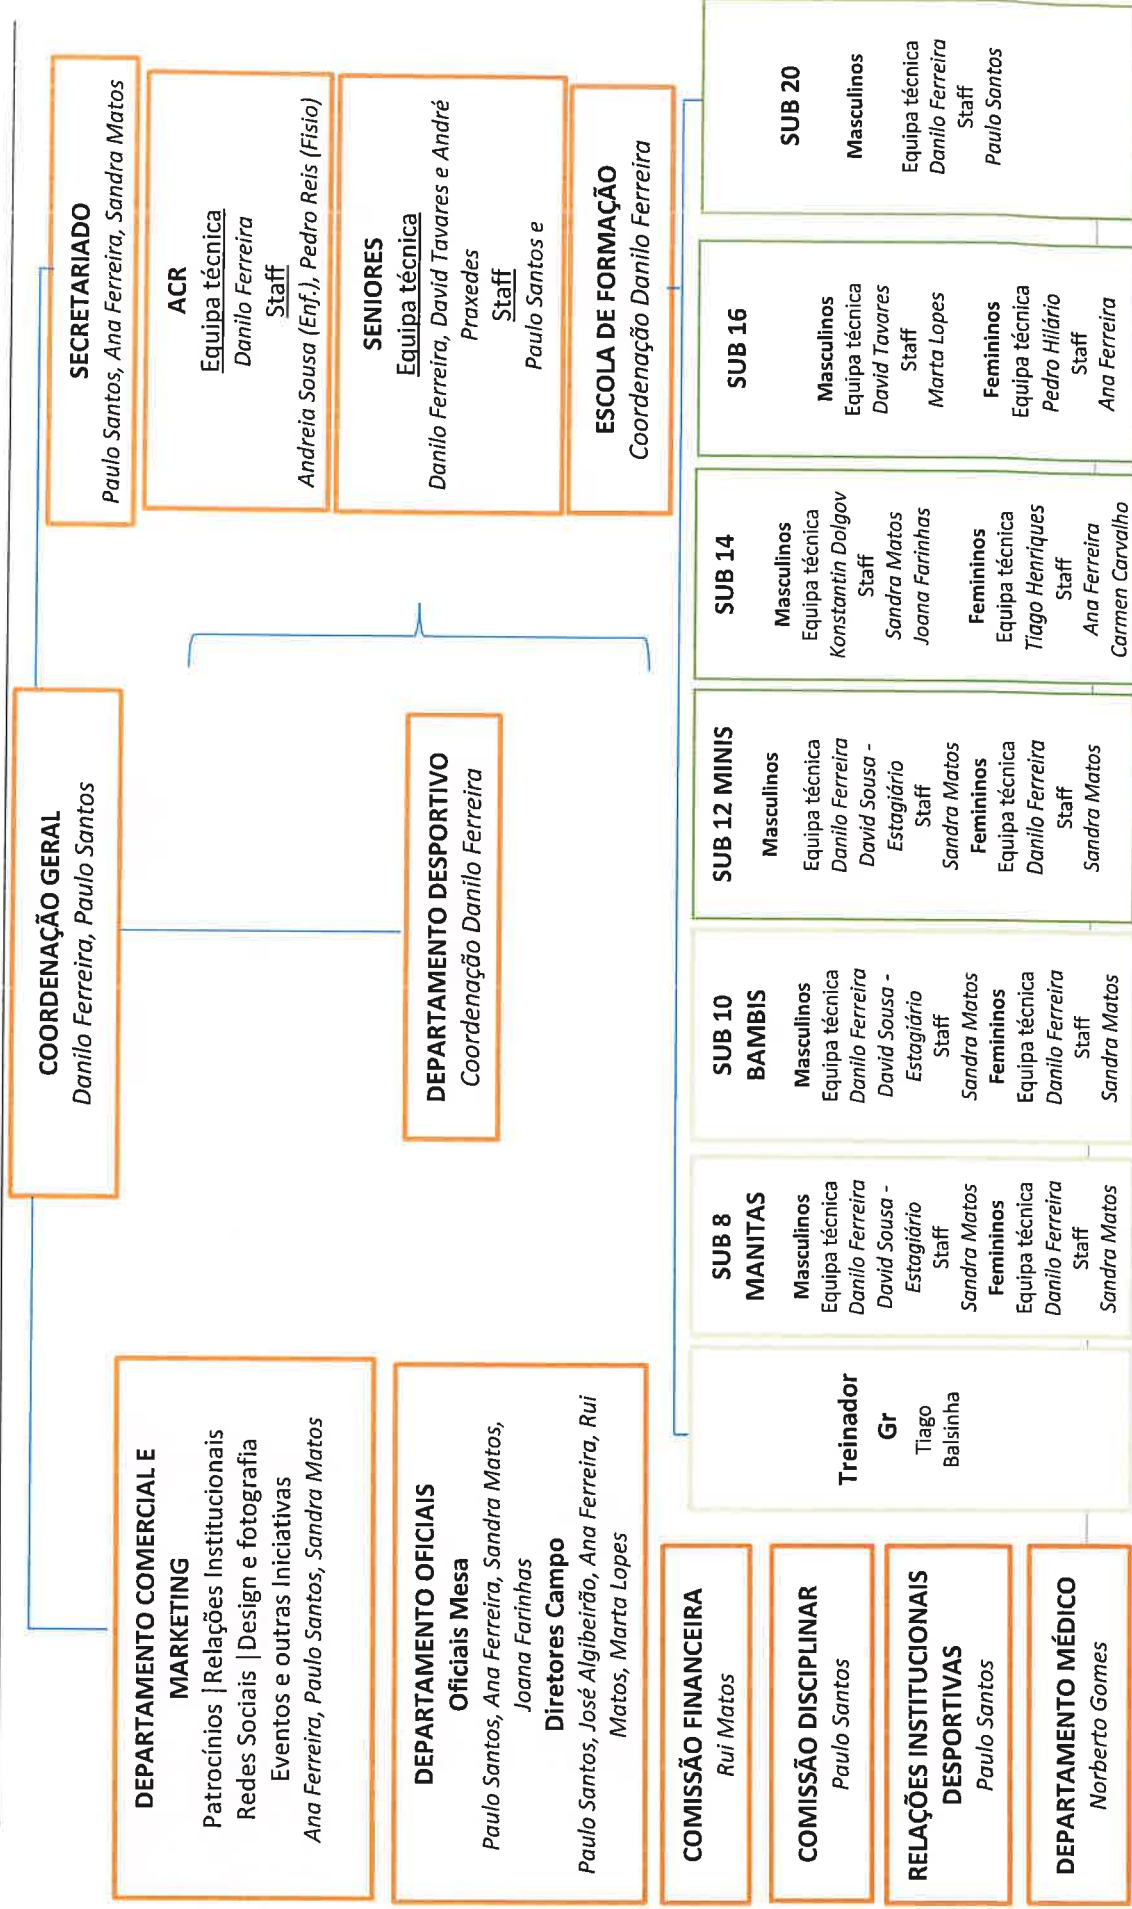 COORDENAÇÃO GERAL
Danilo Ferreira, Paulo Santos
DEPARTAMENTO COMERCIAL E
MARKETING
Patrocínios |Relações Institucionais
Redes Sociais |Design e fotografia
Eventos e outras Iniciativas
Ana Ferreira, Paulo Santos, Sandra Matos
SECRETARIADO
Paulo Santos, Ana Ferreira, Sandra Matos
ACR
Equipa técnica
Danilo Ferreira
Staff
Andreia Sousa (Enf.), Pedro Reis (Fisio)
DEPARTAMENTO DESPORTIVO
Coordenação Danilo Ferreira
SENIORES
Equipa técnica
Danilo Ferreira, David Tavares e André
Praxedes
Staff
Paulo Santos e
DEPARTAMENTO OFICIAIS
Oficiais Mesa
Paulo Santos, Ana Ferreira, Sandra Matos,
Joana Farinhas
Diretores Campo
Paulo Santos, José Algibeirão, Ana Ferreira, Rui
Matos, Marta Lopes
ESCOLA DE FORMAÇÃO
Coordenação Danilo Ferreira
COMISSÃO FINANCEIRA
Rui Matos
COMISSÃO DISCIPLINAR
Paulo Santos
RELAÇÕES INSTITUCIONAIS
DESPORTIVAS
Paulo Santos
DEPARTAMENTO MÉDICO
Norberto Gomes
Treinador
Gr
Tiago
Balsinha
SUB 8
MANITAS
Masculinos
Equipa técnica
Danilo Ferreira
David Sousa -
Estagiário
Staff
Sandra Matos
Femininos
Equipa técnica
Danilo Ferreira
Staff
Sandra Matos
SUB 10
BAMBIS
Masculinos
Equipa técnica
Danilo Ferreira
David Sousa -
Estagiário
Staff
Sandra Matos
Femininos
Equipa técnica
Danilo Ferreira
Staff
Sandra Matos
SUB 12 MINIS
Masculinos
Equipa técnica
Danilo Ferreira
David Sousa -
Estagiário
Staff
Sandra Matos
Femininos
Equipa técnica
Danilo Ferreira
Staff
Sandra Matos
SUB 14
Masculinos
Equipa técnica
Konstantin Dolgov
Staff
Sandra Matos
Joana Farinhas
Femininos
Equipa técnica
Tiago Henriques
Staff
Ana Ferreira
Carmen Carvalho
SUB 16
Masculinos
Equipa técnica
David Tavares
Staff
Marta Lopes
Femininos
Equipa técnica
Pedro Hilário
Staff
Ana Ferreira
SUB 20
Masculinos
Equipa técnica
Danilo Ferreira
Staff
Paulo Santos